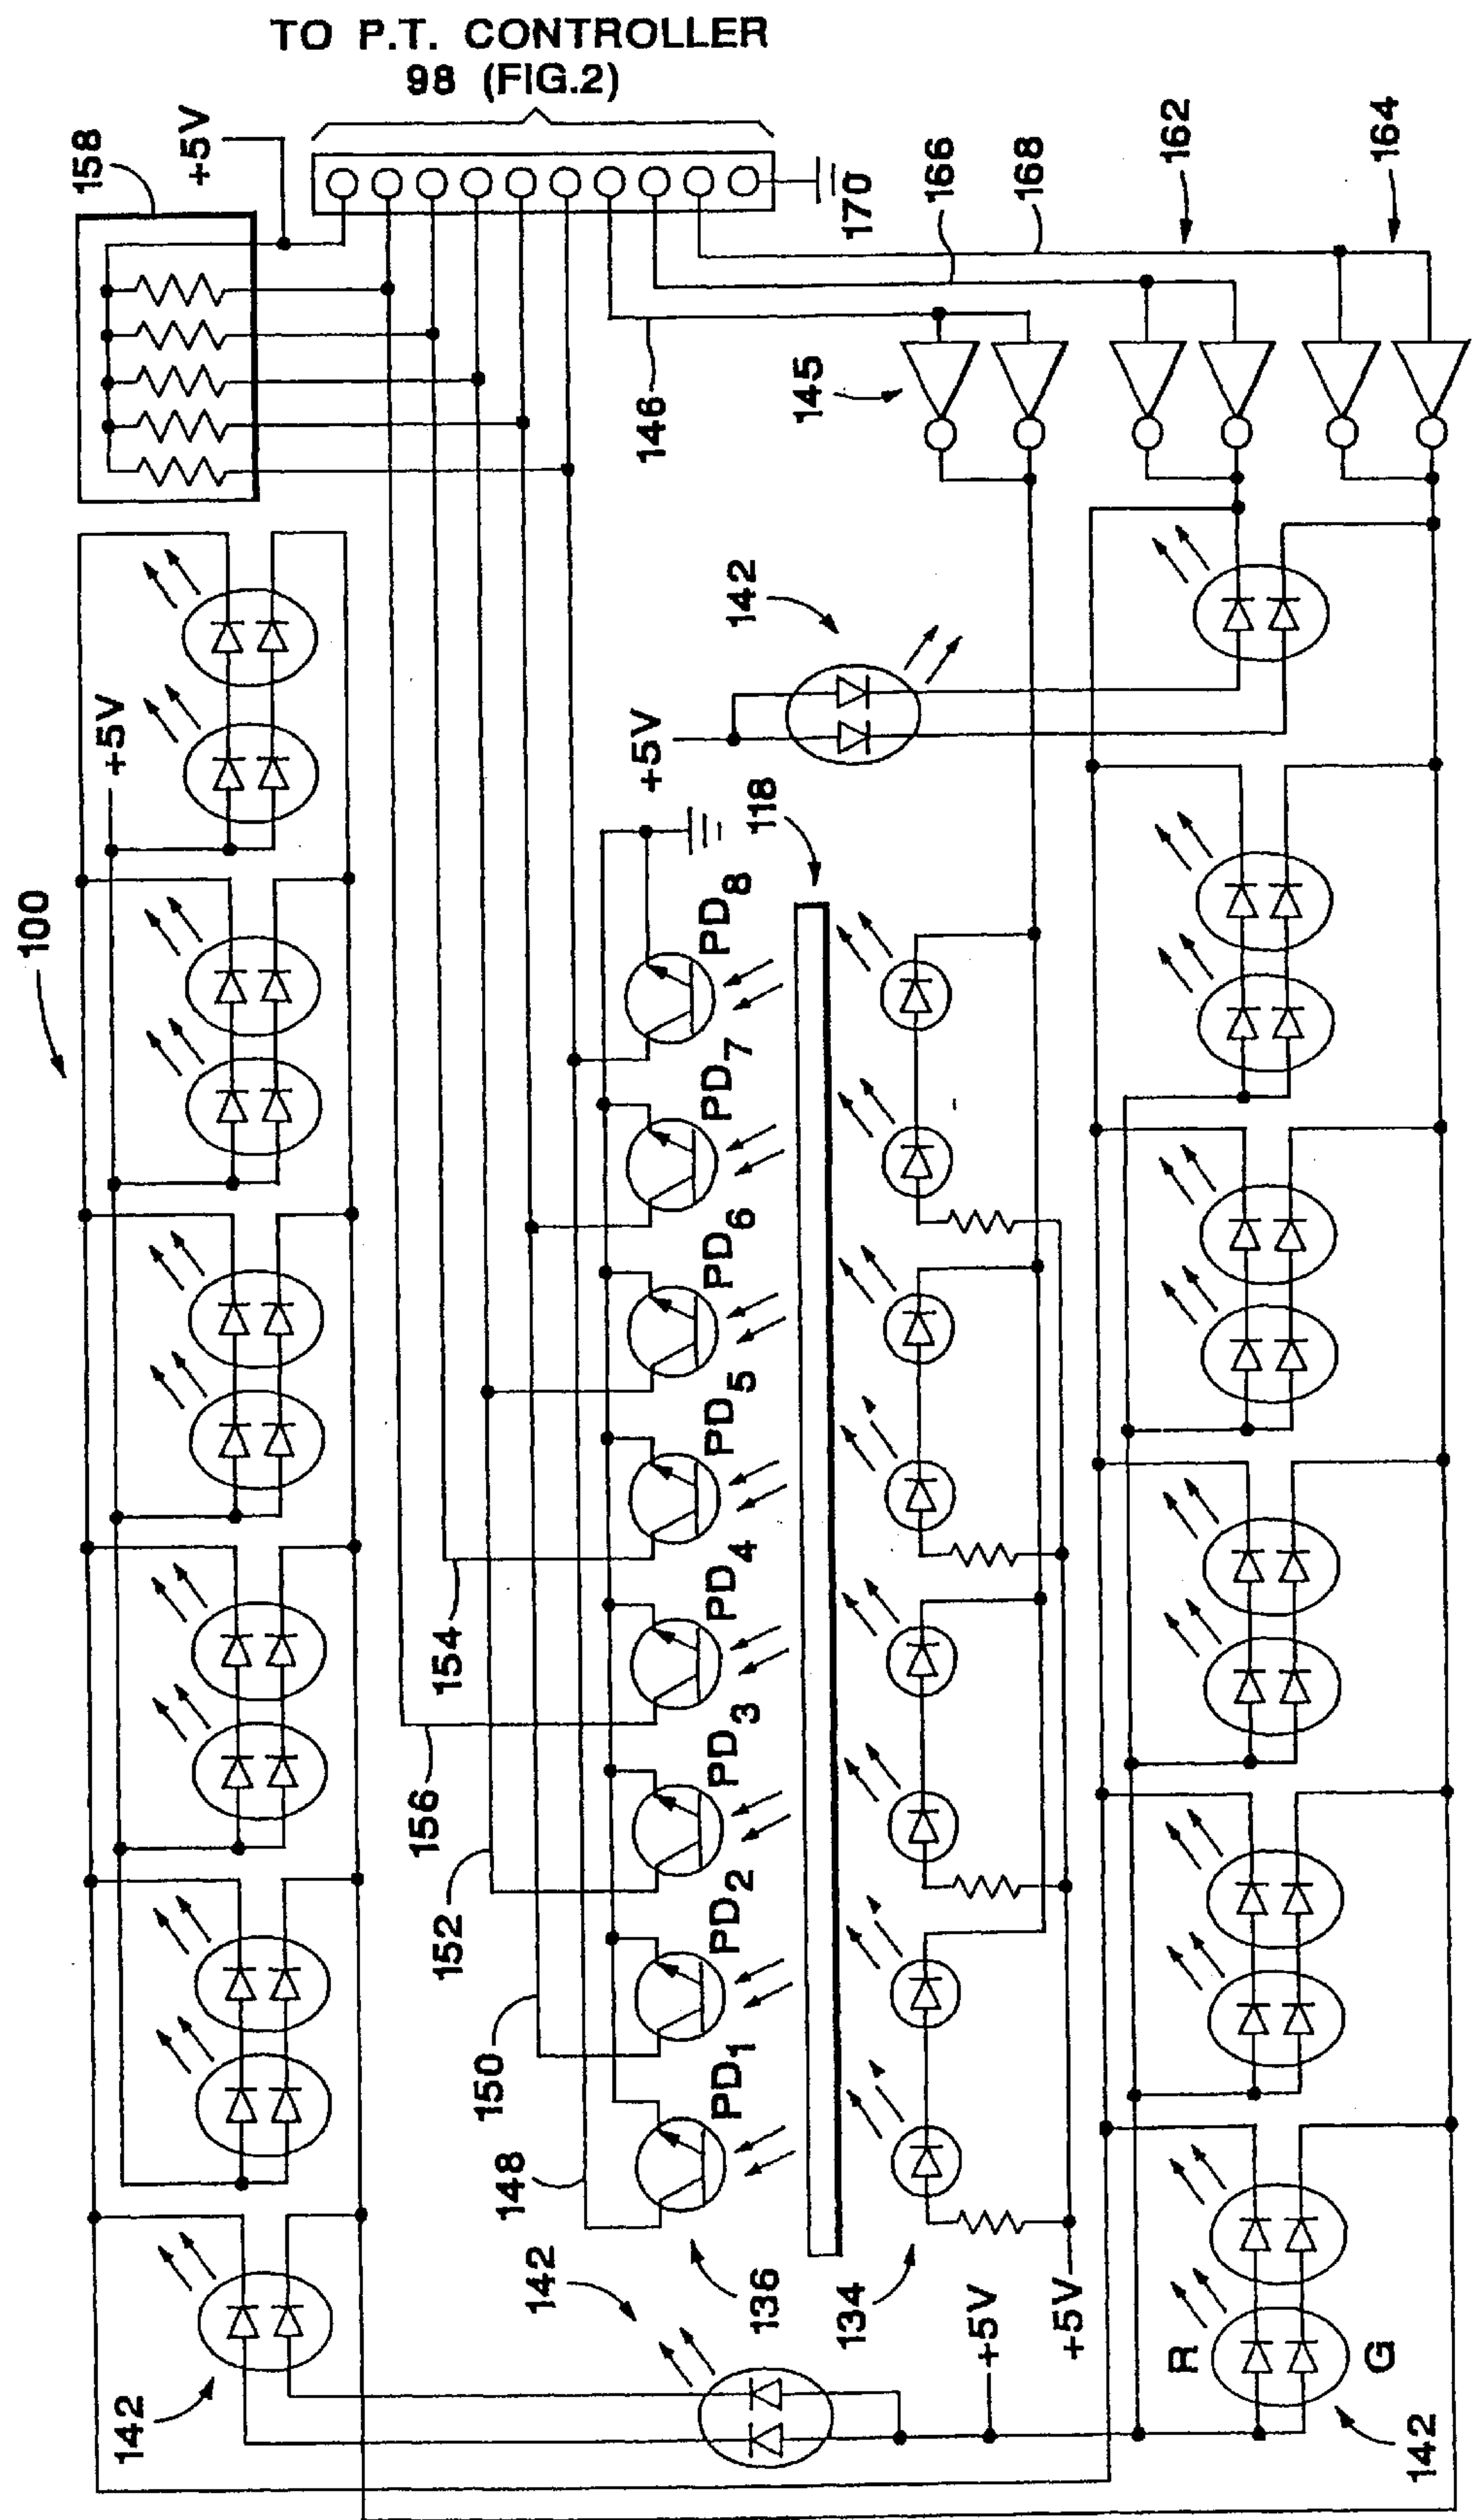 TO P.T. CONTROLLER
98 (FIG.2)
158
+5V
170
166
168
162
164
146
145
142
+5V
118
+5V
100
PD8
PD7
PD6
PD5
PD4
PD3
PD2
PD1
154
156
152
150
148
142
136
134
+5V
+5V
142
R
G
142